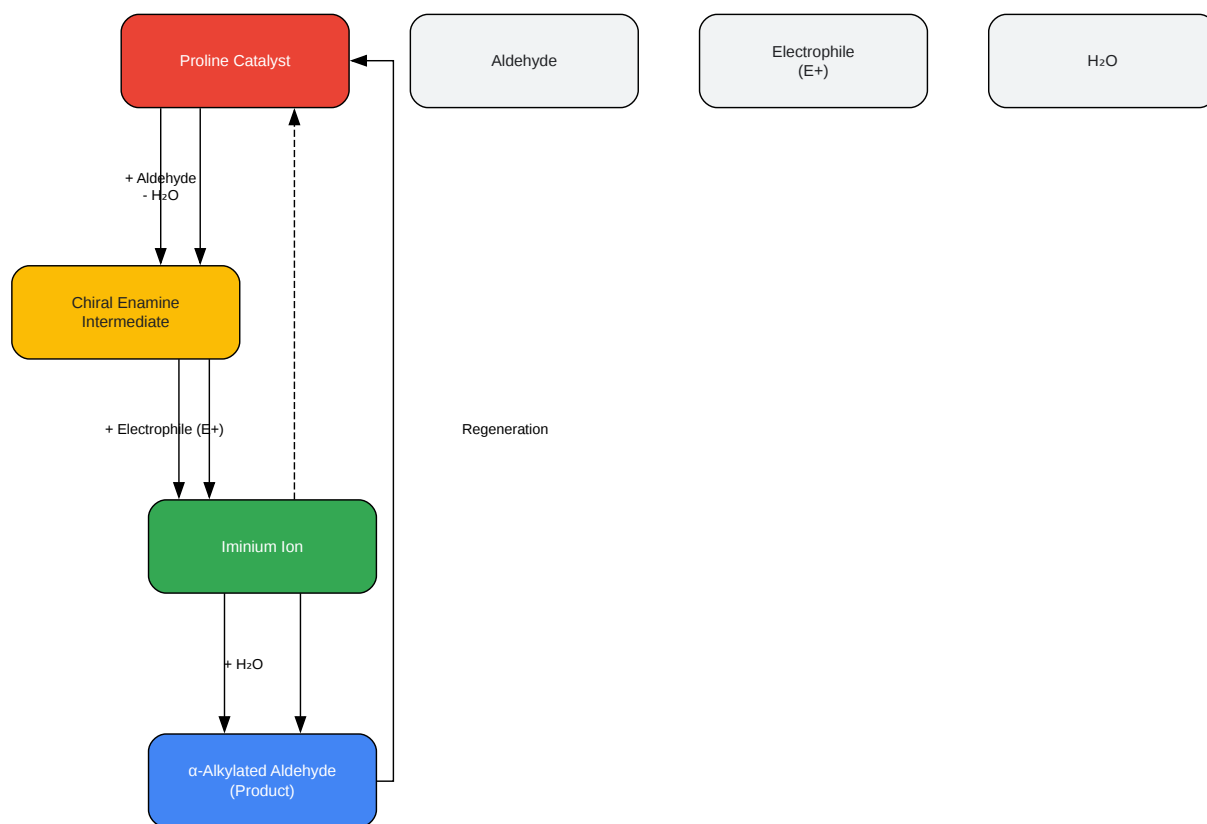 Proline Catalyst
Aldehyde
Electrophile
(E+)
H₂O
+ Aldehyde
- H₂O
Chiral Enamine
Intermediate
+ Electrophile (E+)
Regeneration
Iminium Ion
+ H₂O
α-Alkylated Aldehyde
(Product)